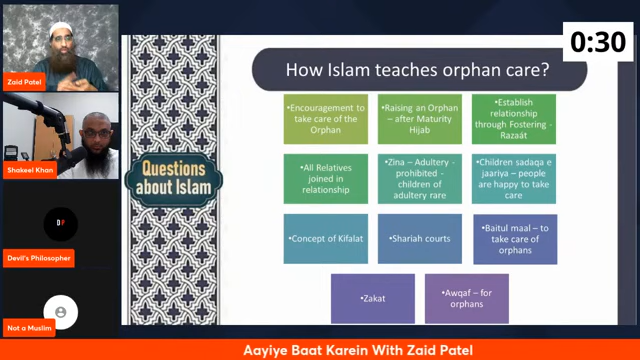 0:30
Zaid Patel
Shakeel Khan
DP
Devil's Philosopher
Not a Muslim
Questions
about Islam
How Islam teaches orphan care?
•Encouragement to
take care of the
Orphan
•Raising an Orphan
– after Maturity
Hijab
•Establish
relationship
through Fostering -
Razaát
•All Relatives
joined in
relationship
•Zina – Adultery -
prohibited -
children of
adultery rare
•Children sadaqa e
jaariya – people
are happy to take
care
•Concept of Kifalat
•Shariah courts
•Baitul maal – to
take care of
orphans
•Zakat
•Awqaf – for
orphans
Aayiye Baat Karein With Zaid Patel